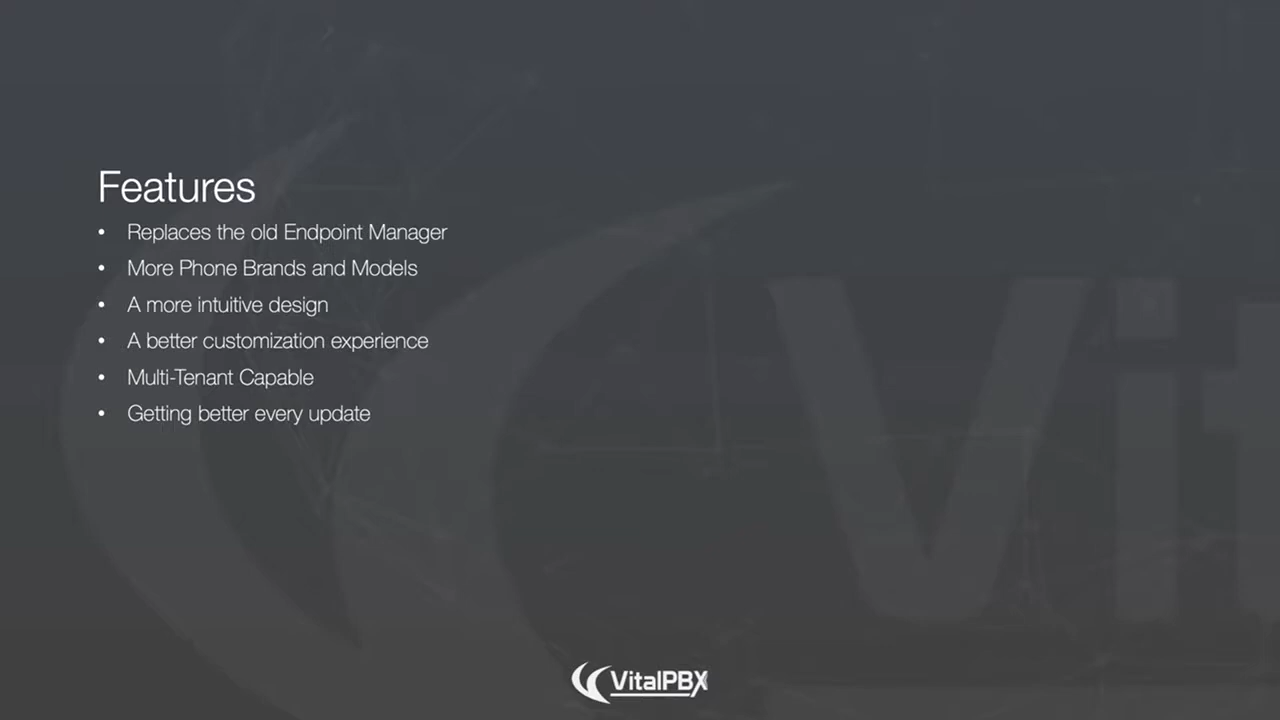 Features
• Replaces the old Endpoint Manager
• More Phone Brands and Models
• A more intuitive design
• A better customization experience
• Multi-Tenant Capable
• Getting better every update
Vit
VitalPBX